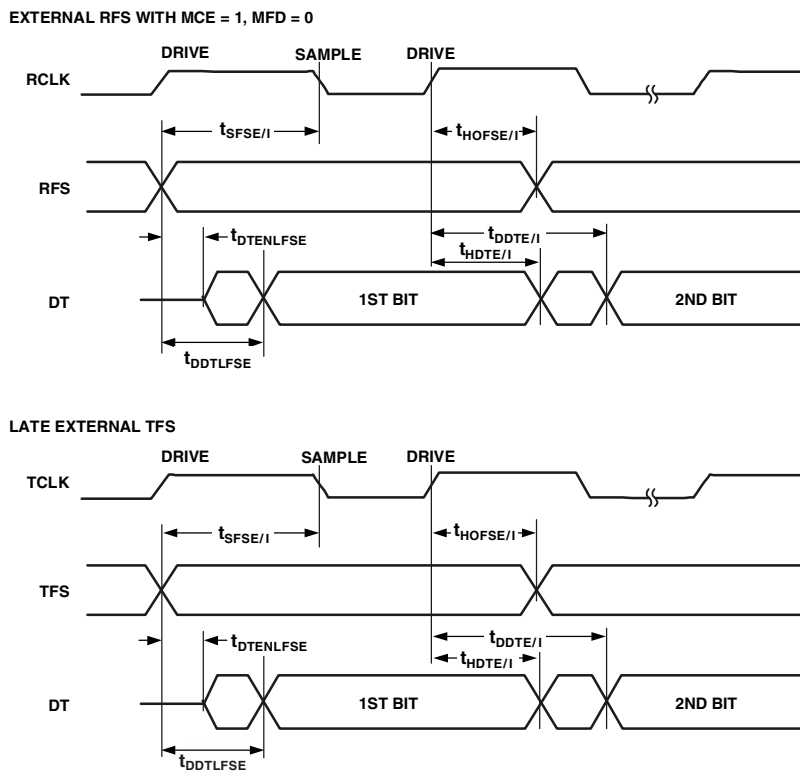 EXTERNAL RFS WITH MCE = 1, MFD = 0
DRIVE SAMPLE DRIVE
RCLK
tSFSE/I tHOFSE/I
RFS
tDDTE/I
tDTENLFSE
tHDTE/I
DT 1ST BIT 2ND BIT
tDDTLFSE
LATE EXTERNAL TFS
DRIVE SAMPLE DRIVE
TCLK
tSFSE/I tHOFSE/I
TFS
tDTENLFSE tDDTE/I
tHDTE/I
DT 1ST BIT 2ND BIT
tDDTLFSE